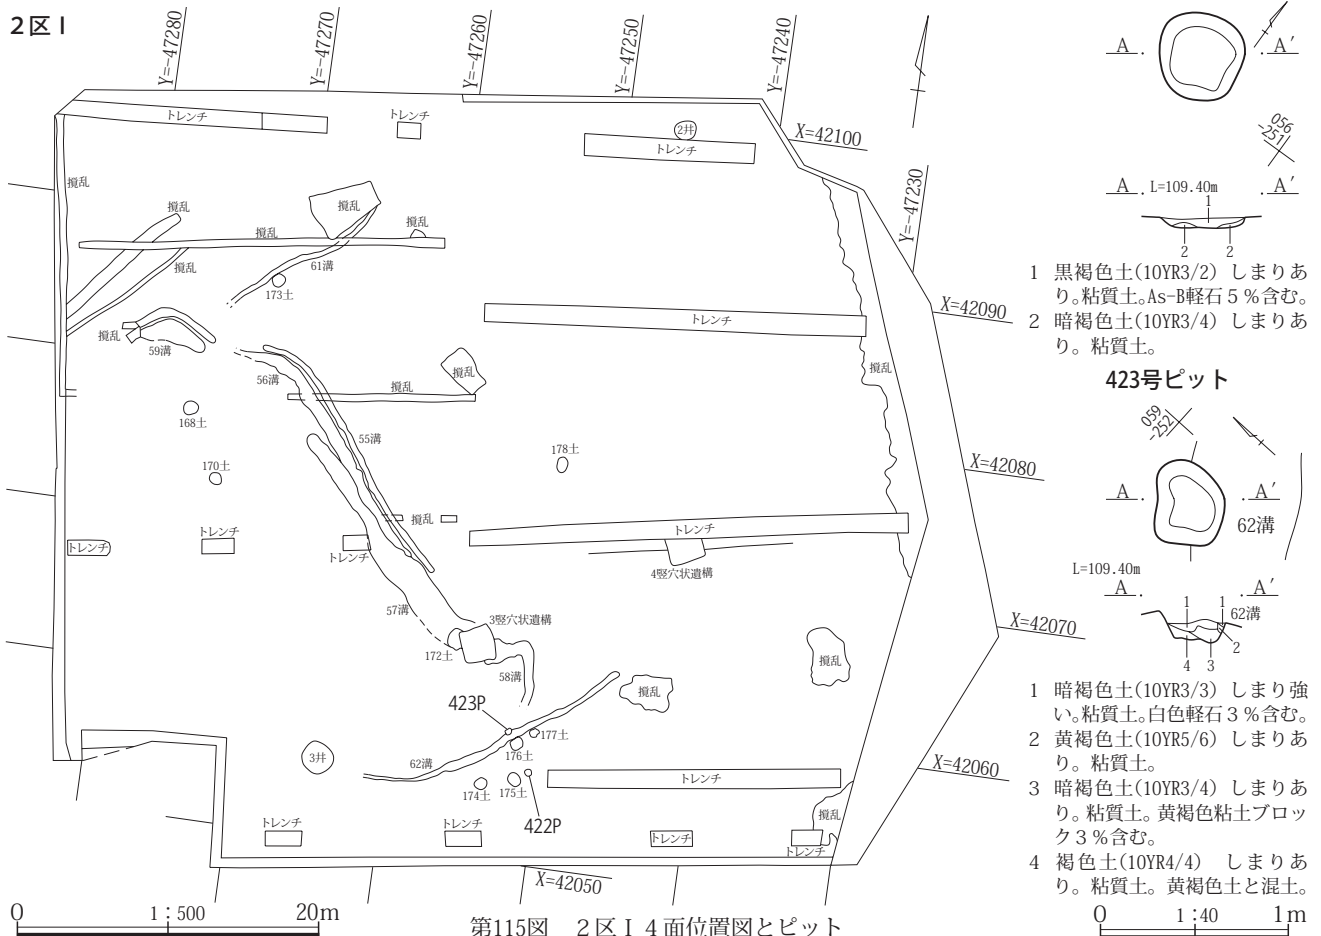 2区Ⅰ
Y=-47280
Y=-47270
Y=-47260
Y=-47250
Y=-47240
X=42100
Y=-47230
X=42090
X=42080
X=42070
X=42060
X=42050
トレンチ
トレンチ
2井
トレンチ
撹乱
撹乱
撹乱
撹乱
撹乱
撹乱
61溝
173土
トレンチ
撹乱
59溝
56溝
撹乱
撹乱
撹乱
168土
55溝
170土
178土
トレンチ
トレンチ
トレンチ
撹乱
トレンチ
4竪穴状遺構
57溝
3竪穴状遺構
172土
58溝
撹乱
撹乱
423P
177土
176土
3井
62溝
174土
175土
トレンチ
422P
トレンチ
トレンチ
トレンチ
撹乱
トレンチ
0
1：500
20m
第115図　2区Ⅰ4面位置図とピット
A
A′
056
-251
A
L=109.40m
A′
1
2
2
1 黒褐色土(10YR3/2) しまりあ
り。粘質土。As-B軽石5％含む。
2 暗褐色土(10YR3/4) しまりあ
り。粘質土。
423号ピット
059
-252
A
A′
62溝
L=109.40m
A
A′
1
1
62溝
2
4
3
1 暗褐色土(10YR3/3) しまり強
い。粘質土。白色軽石3％含む。
2 黄褐色土(10YR5/6) しまりあ
り。粘質土。
3 暗褐色土(10YR3/4) しまりあ
り。粘質土。黄褐色粘土ブロッ
ク3％含む。
4 褐色土(10YR4/4) しまりあ
り。粘質土。黄褐色土と混土。
0
1：40
1m